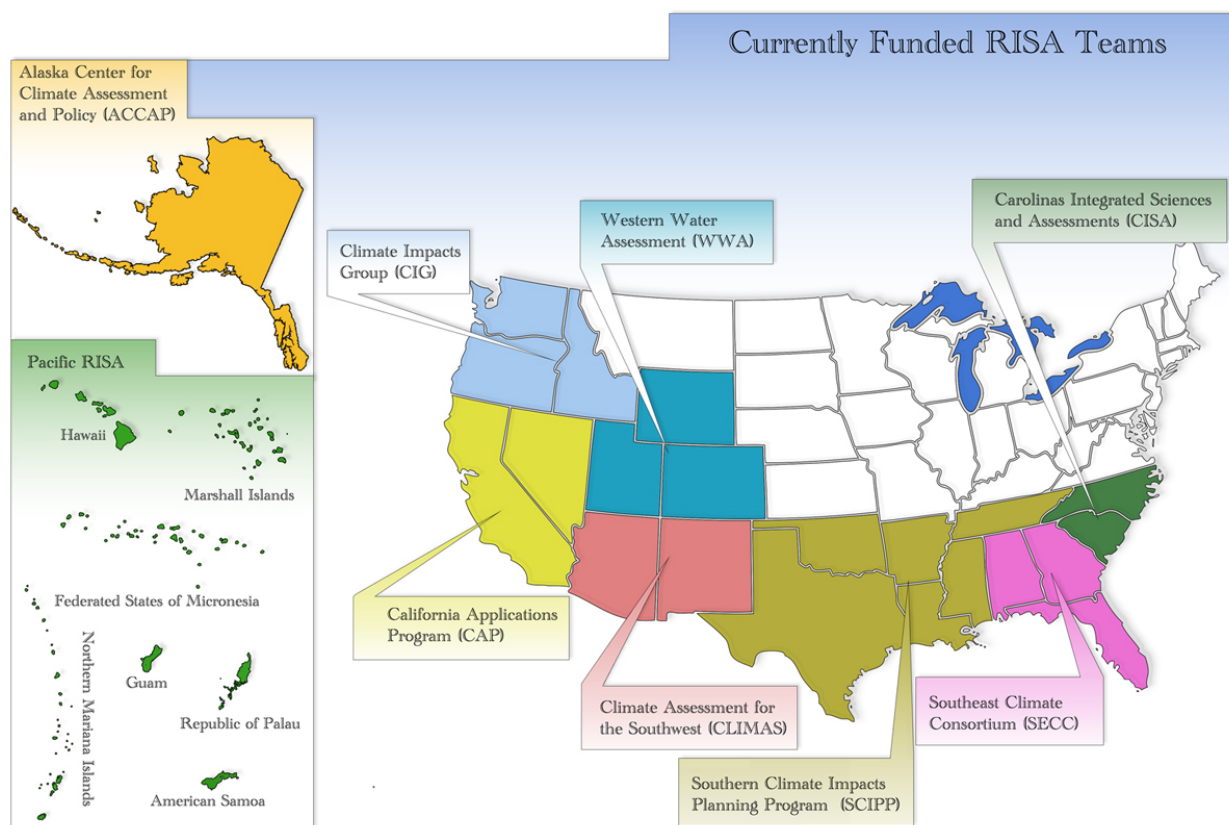 Currently Funded RISA Teams
Alaska Center for
Climate Assessment
and Policy (ACCAP)
Carolinas Integrated Sciences
and Assessments (CISA)
Western Water
Assessment (WWA)
Climate Impacts
Group (CIG)
Pacific RISA
Hawaii
Marshall Islands
Federated States of Micronesia
Northern Mariana Islands
Guam
Republic of Palau
American Samoa
California Applications
Program (CAP)
Climate Assessment for
the Southwest (CLIMAS)
Southeast Climate
Consortium (SECC)
Southern Climate Impacts
Planning Program (SCIPP)